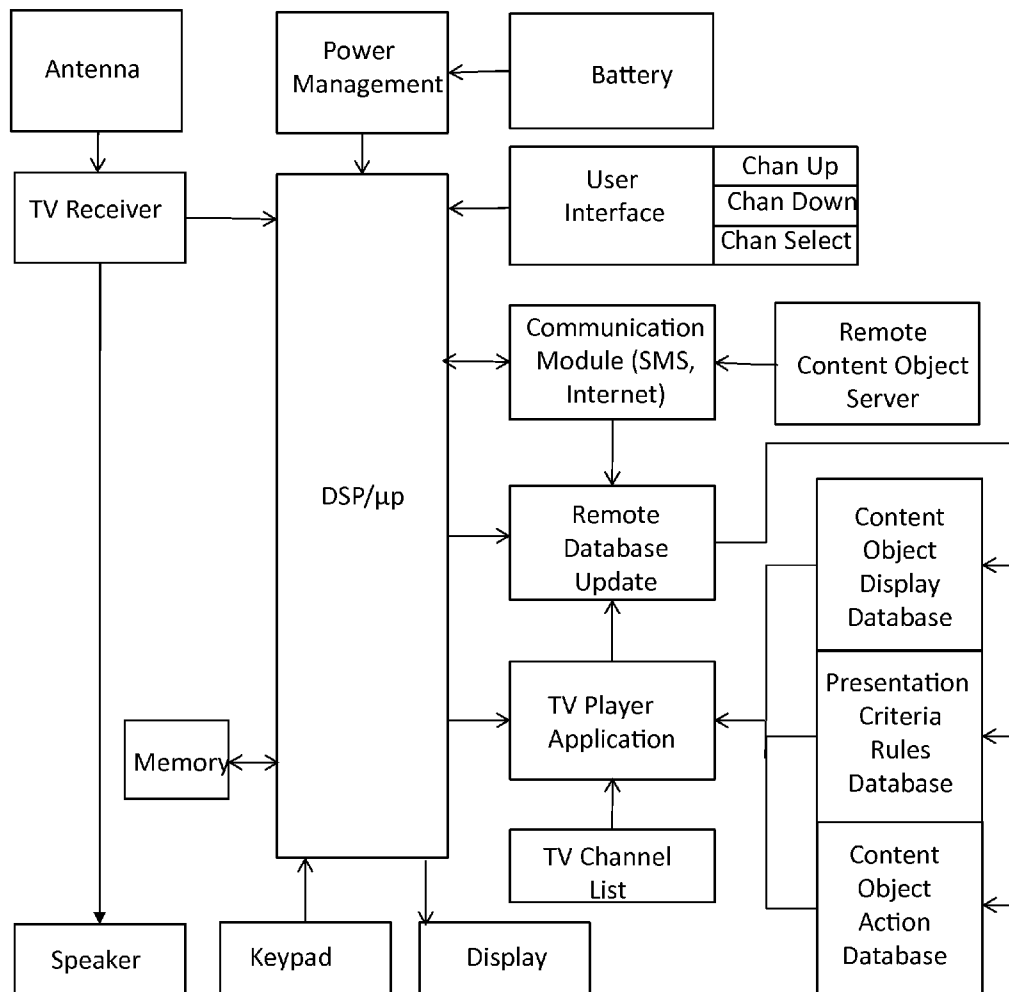 Antenna
Power
Management
Battery
TV Receiver
User
Interface
Chan Up
Chan Down
Chan Select
Communication
Module (SMS,
Internet)
Remote
Content Object
Server
DSP/μp
Remote
Database
Update
Content
Object
Display
Database
TV Player
Application
Presentation
Criteria
Rules
Database
Memory
TV Channel
List
Content
Object
Action
Database
Speaker
Keypad
Display